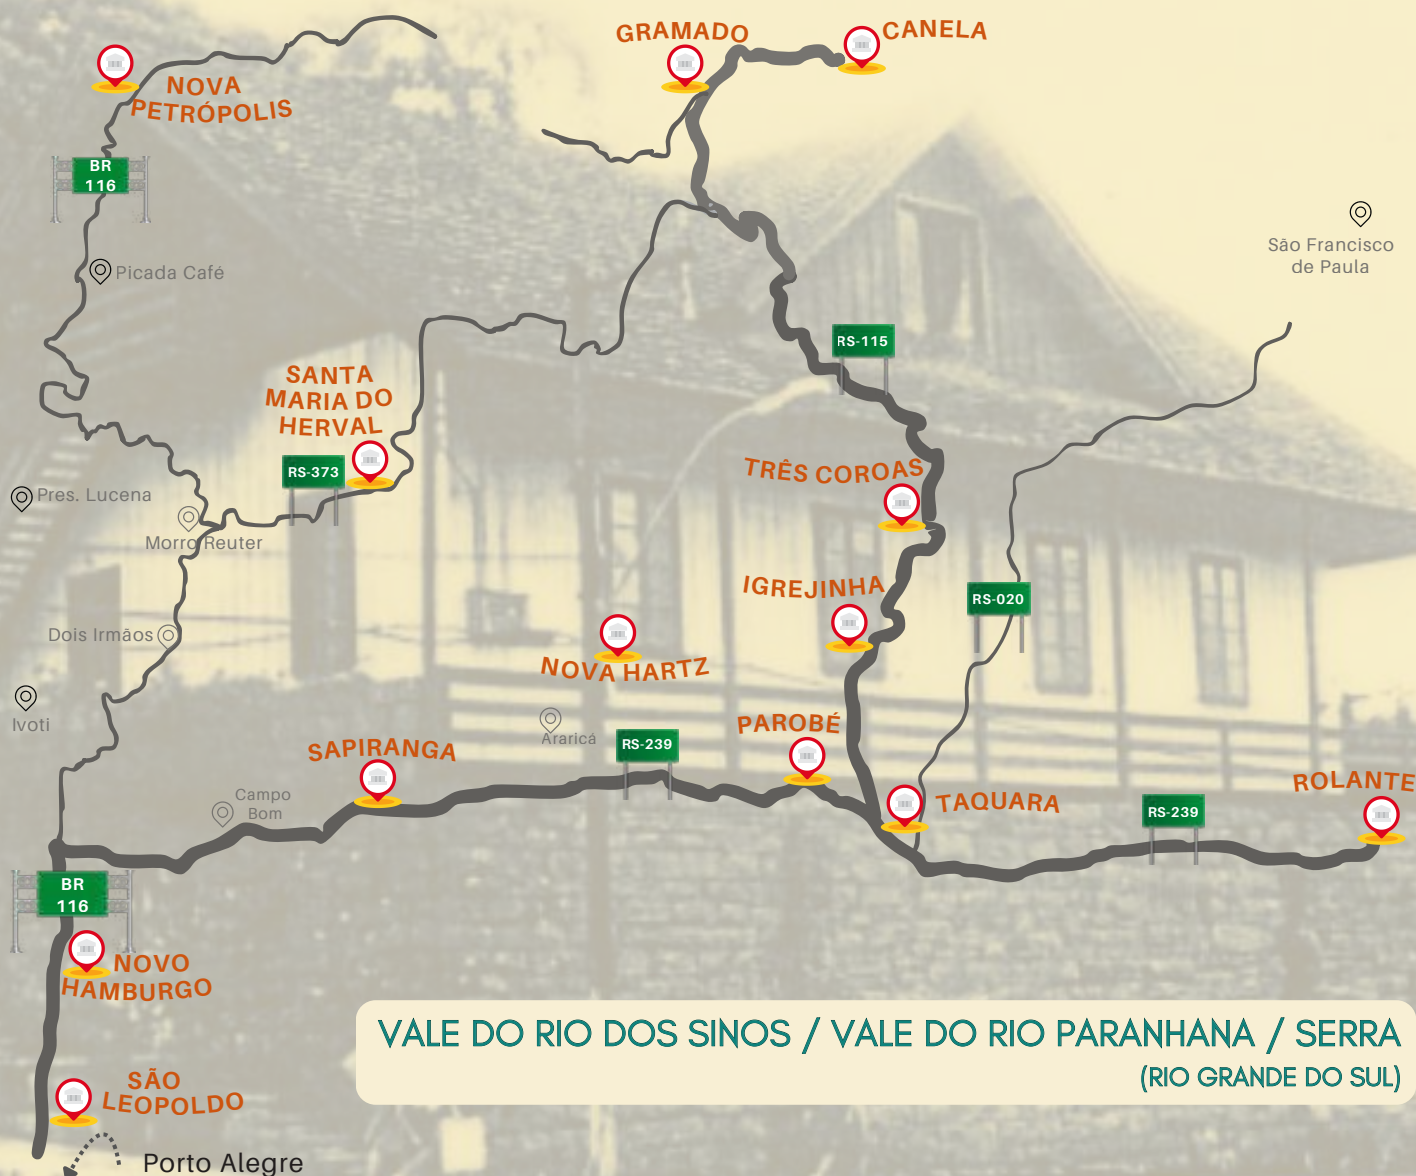 GRAMADO
CANELA
NOVA
PETRÓPOLIS
BR
116
Picada Café
São Francisco
de Paula
RS-115
SANTA
MARIA DO
HERVAL
RS-373
TRÊS COROAS
Pres. Lucena
Morro Reuter
IGREJINHA
RS-020
Dois Irmãos
NOVA HARTZ
Ivoti
Araricá
PAROBÉ
SAPIRANGA
RS-239
Campo
Bom
TAQUARA
ROLANTE
RS-239
BR
116
NOVO
HAMBURGO
VALE DO RIO DOS SINOS / VALE DO RIO PARANHANA / SERRA
(RIO GRANDE DO SUL)
SÃO
LEOPOLDO
Porto Alegre